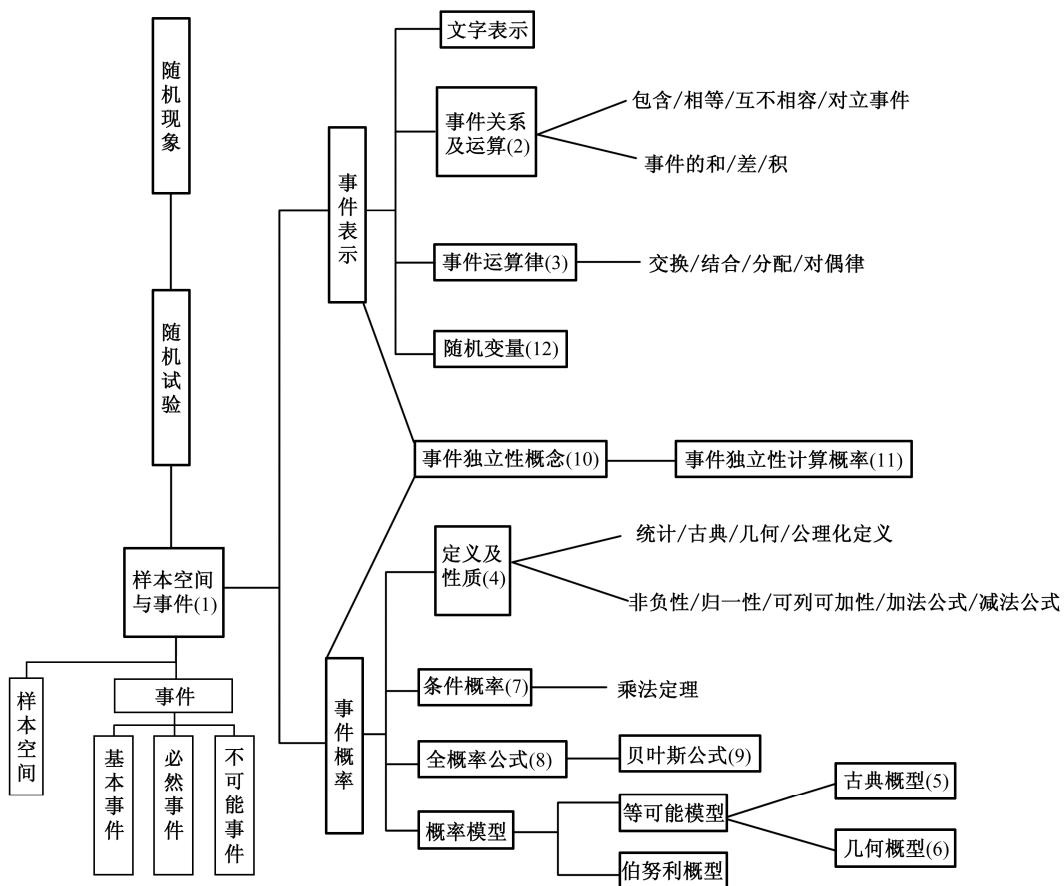 随机现象
随机试验
样本空间
与事件(1)
样本空间
事件
基本事件
必然事件
不可能事件
事件表示
文字表示
事件关系
及运算(2)
包含/相等/互不相容/对立事件
事件的和/差/积
事件运算律(3)
交换/结合/分配/对偶律
随机变量(12)
事件独立性概念(10)
事件独立性计算概率(11)
事件概率
定义及
性质(4)
统计/古典/几何/公理化定义
非负性/归一性/可列可加性/加法公式/减法公式
条件概率(7)
乘法定理
全概率公式(8)
贝叶斯公式(9)
概率模型
等可能模型
古典概型(5)
几何概型(6)
伯努利概型